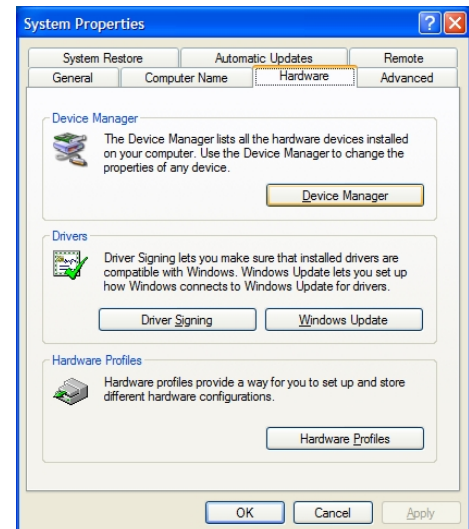 System Properties
System Restore Automatic Updates Remote
General Computer Name Hardware Advanced
Device Manager
The Device Manager lists all the hardware devices installed
on your computer. Use the Device Manager to change the
properties of any device.
Device Manager
Drivers
Driver Signing lets you make sure that installed drivers are
compatible with Windows. Windows Update lets you set up
how Windows connects to Windows Update for drivers.
Driver Signing Windows Update
Hardware Profiles
Hardware profiles provide a way for you to set up and store
different hardware configurations.
Hardware Profiles
OK Cancel Apply